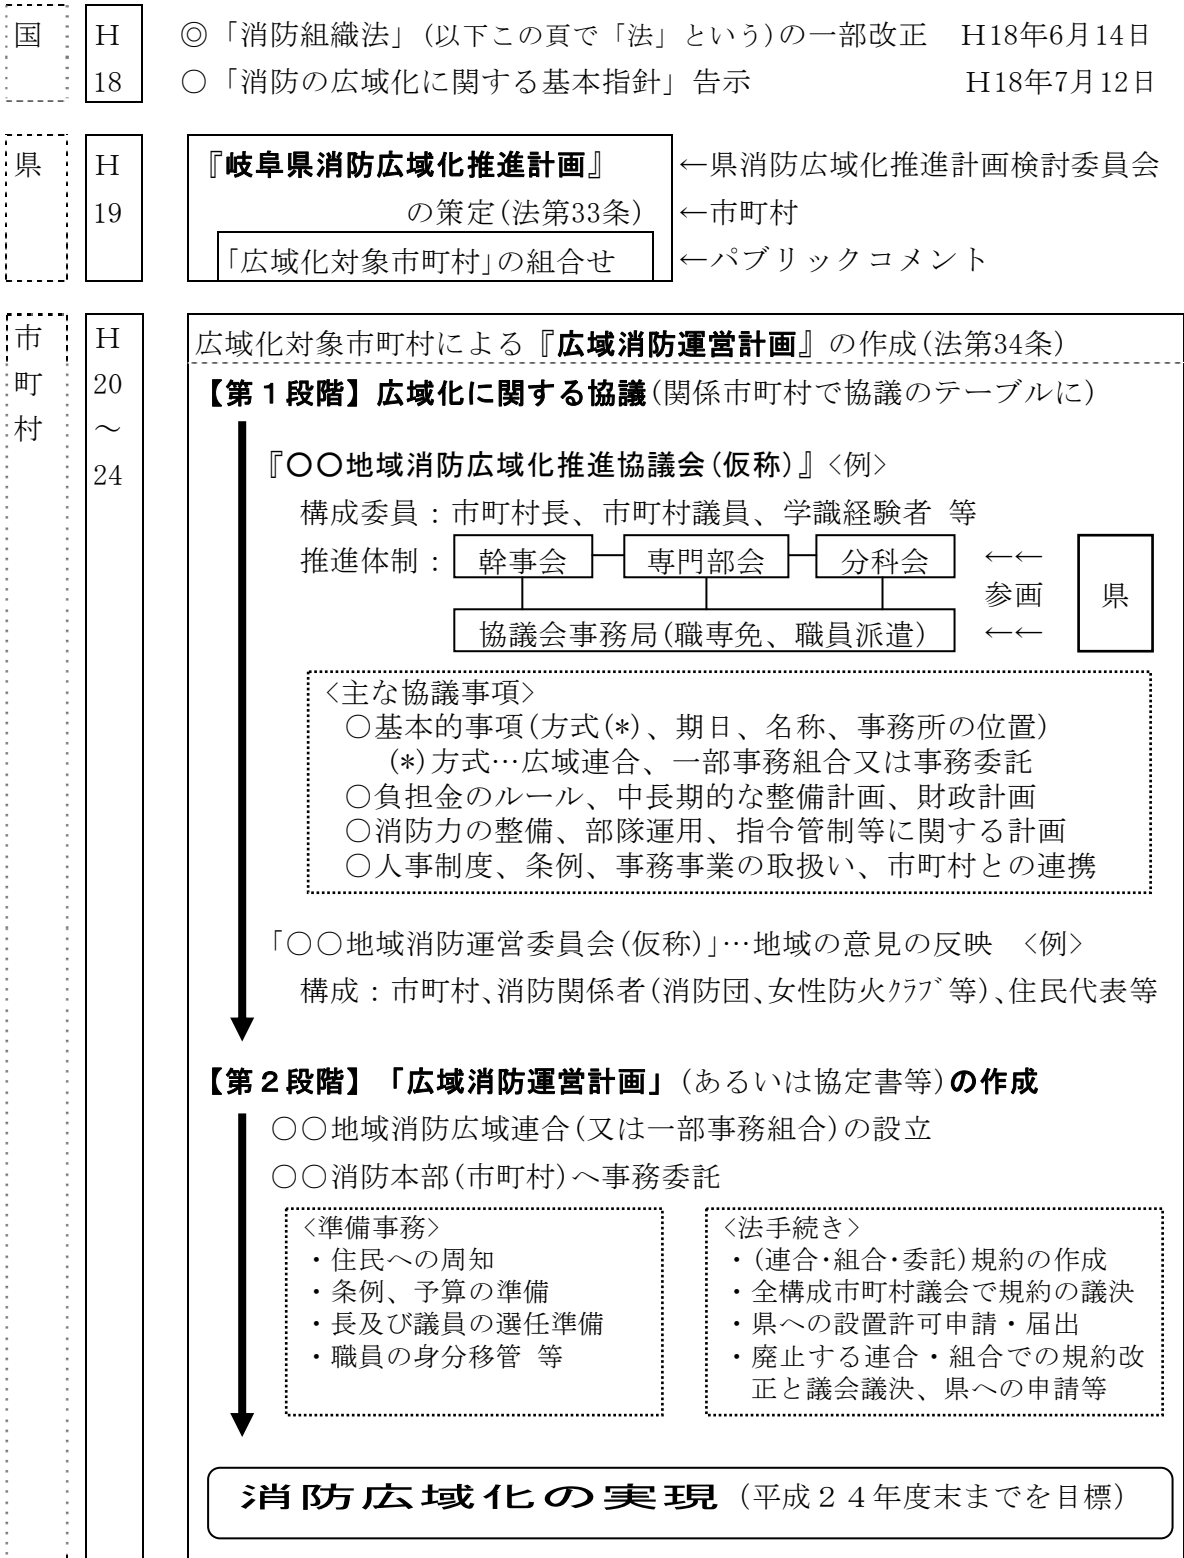 国
H
18
◎「消防組織法」(以下この頁で「法」という)の一部改正 H18年6月14日
○「消防の広域化に関する基本指針」告示 H18年7月12日
県
H
19
『岐阜県消防広域化推進計画』
の策定(法第33条)
「広域化対象市町村」の組合せ
←県消防広域化推進計画検討委員会
←市町村
←パブリックコメント
市
町
村
H
20
～
24
広域化対象市町村による『広域消防運営計画』の作成(法第34条)
【第1段階】広域化に関する協議(関係市町村で協議のテーブルに)
『○○地域消防広域化推進協議会(仮称)』<例>
構成委員：市町村長、市町村議員、学識経験者 等
推進体制： 幹事会 専門部会 分科会 ←←
参画 県
協議会事務局(職専免、職員派遣) ←←
<主な協議事項>
○基本的事項(方式(*)、期日、名称、事務所の位置)
(*)方式…広域連合、一部事務組合又は事務委託
○負担金のルール、中長期的な整備計画、財政計画
○消防力の整備、部隊運用、指令管制等に関する計画
○人事制度、条例、事務事業の取扱い、市町村との連携
「○○地域消防運営委員会(仮称)」…地域の意見の反映 <例>
構成：市町村、消防関係者(消防団、女性防火ｸﾗﾌﾞ等)、住民代表等
【第2段階】「広域消防運営計画」(あるいは協定書等)の作成
○○地域消防広域連合(又は一部事務組合)の設立
○○消防本部(市町村)へ事務委託
<準備事務>
・住民への周知
・条例、予算の準備
・長及び議員の選任準備
・職員の身分移管 等
<法手続き>
・(連合･組合･委託)規約の作成
・全構成市町村議会で規約の議決
・県への設置許可申請・届出
・廃止する連合・組合での規約改
正と議会議決、県への申請等
消防広域化の実現(平成24年度末までを目標)